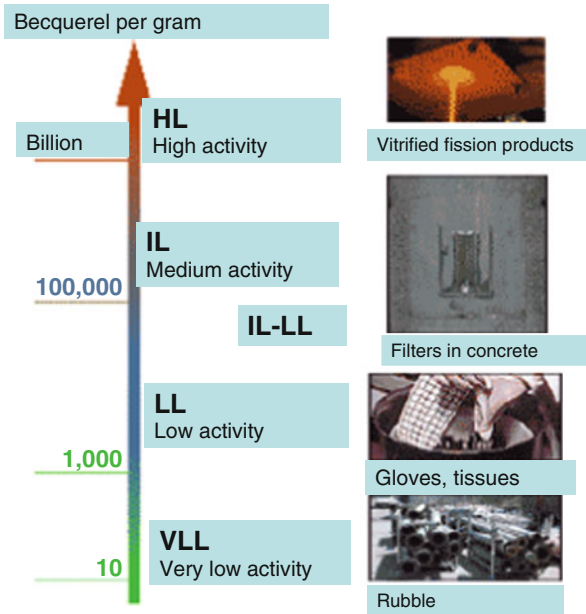 Becquerel per gram
HL
High activity
Billion
Vitrified fission products
IL
Medium activity
100,000
IL-LL
Filters in concrete
LL
Low activity
1,000
Gloves, tissues
VLL
Very low activity
10
Rubble